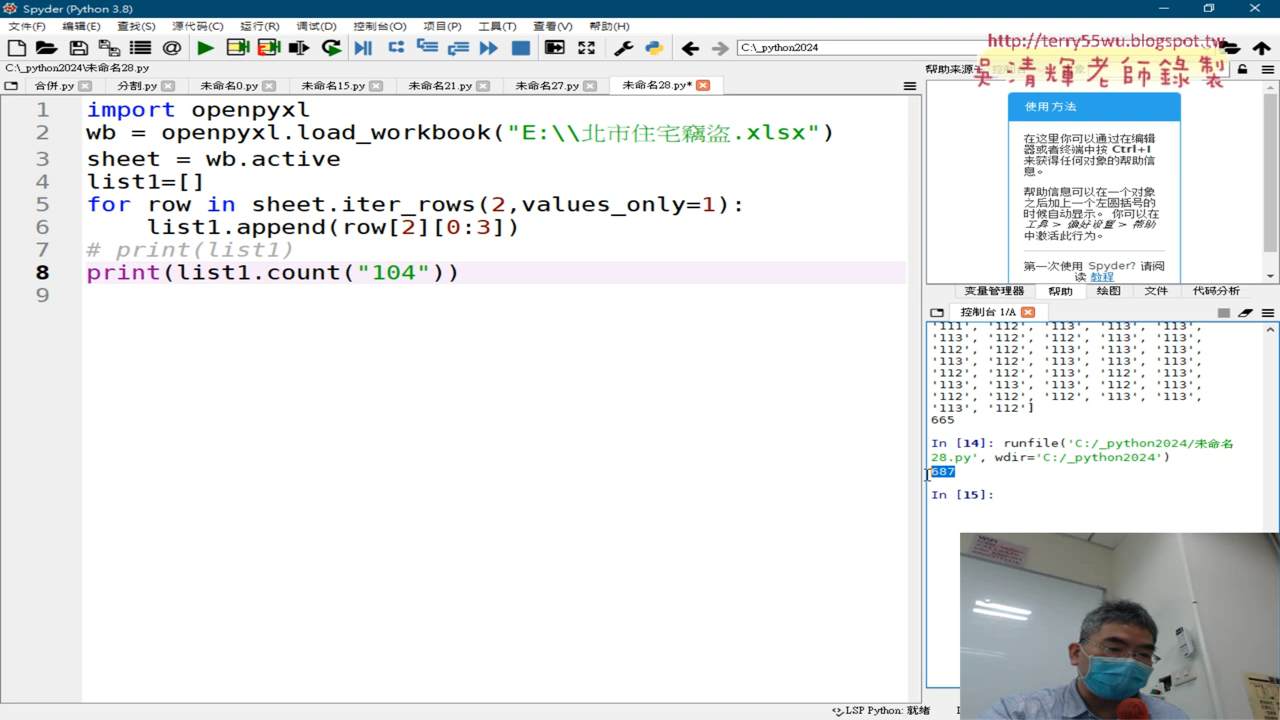 Spyder (Python 3.8)
文件(F) 编辑(E) 查找(S) 源代码(C) 运行(R) 调试(D) 控制台(O) 项目(P) 工具(T) 查看(V) 帮助(H)
C:\_python2024
http://terry55wu.blogspot.tw
吳清輝老師錄製
C:\_python2024\未命名28.py
帮助来源
合併.py 分割.py 未命名0.py 未命名15.py 未命名21.py 未命名27.py 未命名28.py*
1 import openpyxl
2 wb = openpyxl.load_workbook("E:\\北市住宅竊盜.xlsx")
3 sheet = wb.active
4 list1=[]
5 for row in sheet.iter_rows(2,values_only=1):
6 list1.append(row[2][0:3])
7 # print(list1)
8 print(list1.count("104"))
9
使用方法
在这里你可以通过在编辑
器或者终端中按 Ctrl+I
来获得任何对象的帮助信
息。
帮助信息可以在一个对象
之后加上一个左圆括号的
时候自动显示。 你可以在
工具 > 偏好设置 > 帮助
中激活此行为。
第一次使用 Spyder? 请阅
读 教程
变量管理器 帮助 绘图 文件 代码分析
控制台 1/A
'111', '112', '113', '113', '113',
'113', '112', '112', '113', '113',
'112', '112', '113', '113', '113',
'113', '112', '113', '113', '113',
'112', '112', '113', '112', '113',
'113', '113', '112', '112', '113',
'112', '112', '112', '113', '113',
'113', '112']
665
In [14]: runfile('C:/_python2024/未命名
28.py', wdir='C:/_python2024')
687
In [15]:
LSP Python: 就绪